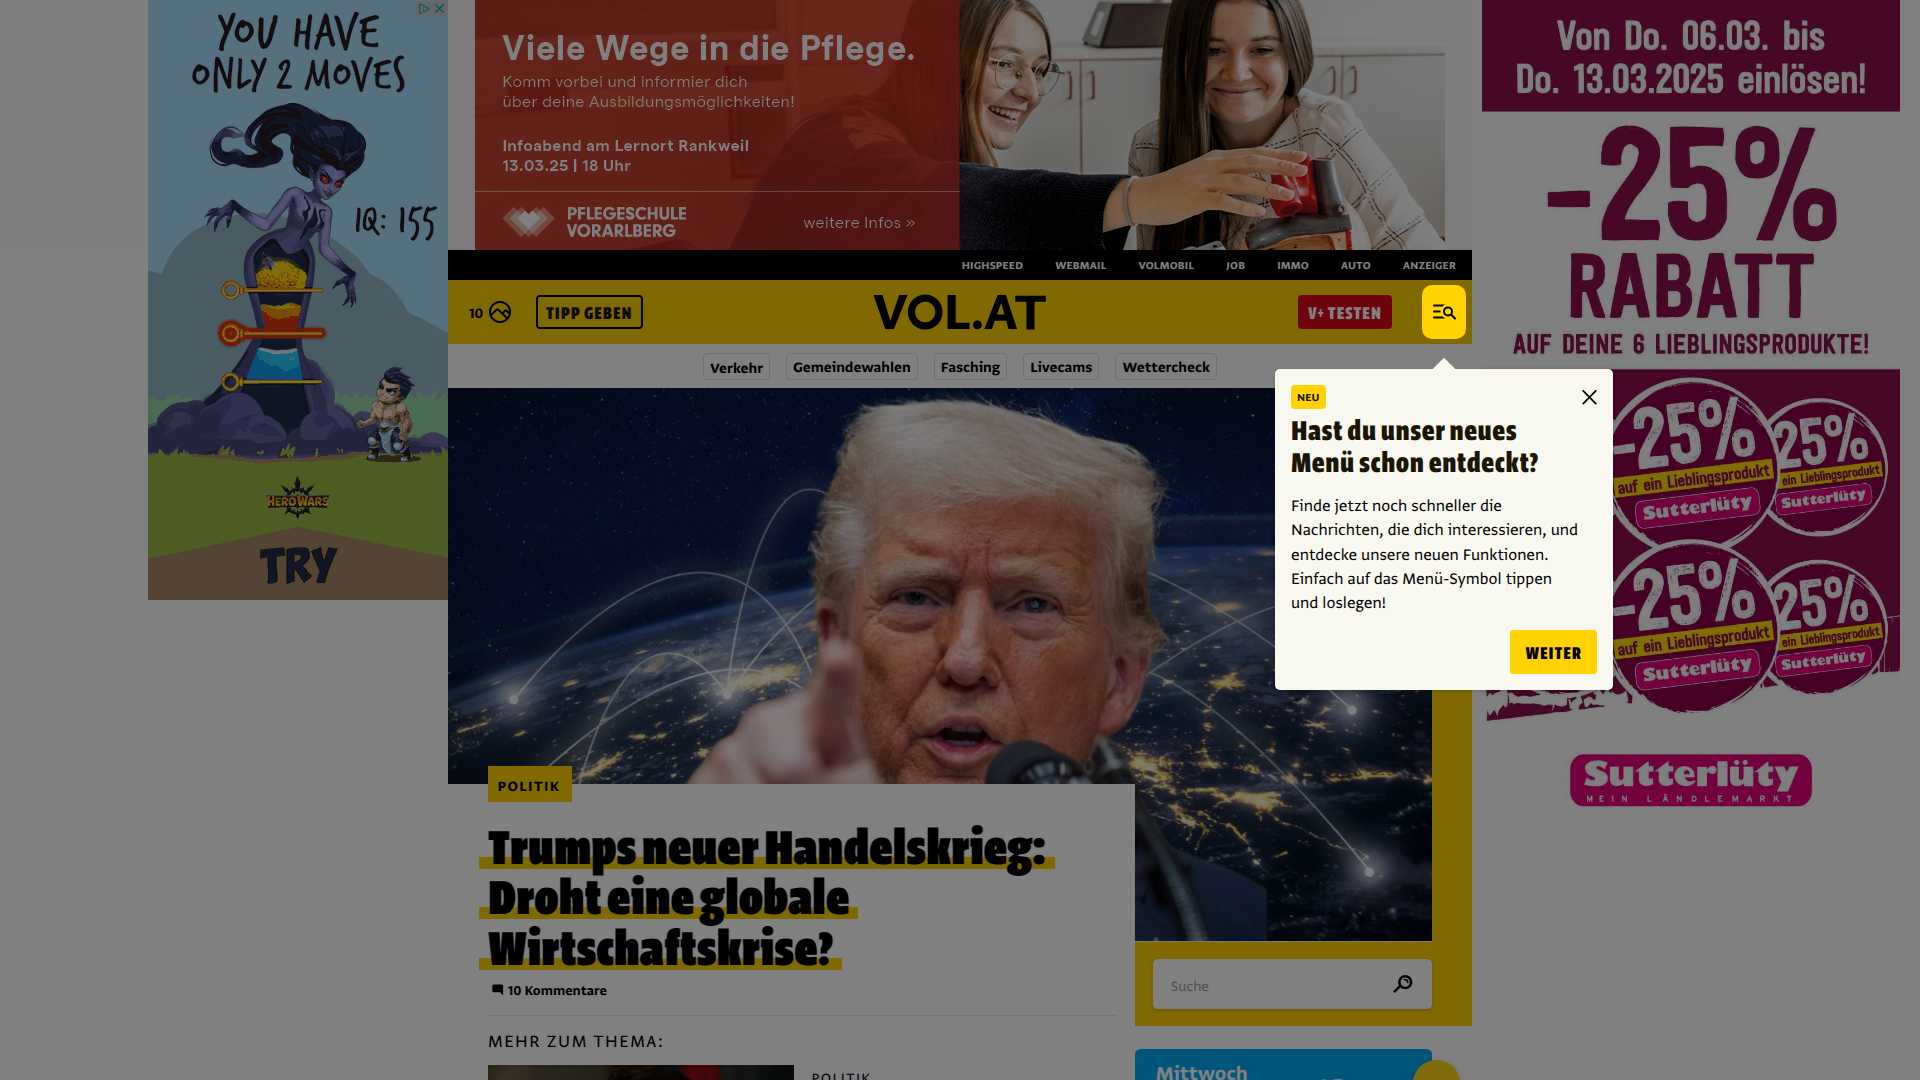 YOU HAVE
ONLY 2 MOVES
IQ: 155
HEROWARS
TRY
Viele Wege in die Pflege.
Komm vorbei und informier dich
über deine Ausbildungsmöglichkeiten!
Infoabend am Lernort Rankweil
13.03.25 | 18 Uhr
PFLEGESCHULE
VORARLBERG
weitere Infos »
Von Do. 06.03. bis
Do. 13.03.2025 einlösen!
-25%
RABATT
AUF DEINE 6 LIEBLINGSPRODUKTE!
-25%
auf ein Lieblingsprodukt
Sutterlüty
25%
ein Lieblingsprodukt
Sutterlüty
-25%
auf ein Lieblingsprodukt
Sutterlüty
25%
ein Lieblingsprodukt
Sutterlüty
Sutterlüty
MEIN LÄNDLEMARKT
HIGHSPEED WEBMAIL VOLMOBIL JOB IMMO AUTO ANZEIGER
10 TIPP GEBEN VOL.AT V+ TESTEN
Verkehr Gemeindewahlen Fasching Livecams Wettercheck
NEU
Hast du unser neues
Menü schon entdeckt?
Finde jetzt noch schneller die
Nachrichten, die dich interessieren, und
entdecke unsere neuen Funktionen.
Einfach auf das Menü-Symbol tippen
und loslegen!
WEITER
POLITIK
Trumps neuer Handelskrieg:
Droht eine globale
Wirtschaftskrise?
10 Kommentare
MEHR ZUM THEMA:
POLITIK
Suche
Mittwoch